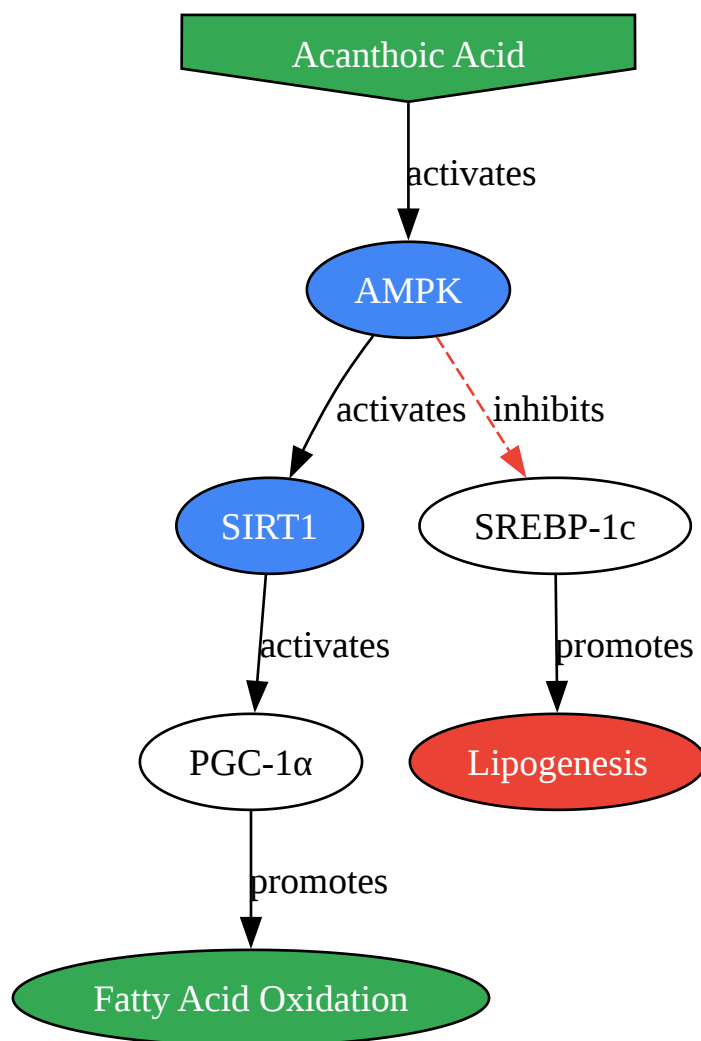 Acanthoic Acid
activates
AMPK
activates
inhibits
SIRT1
SREBP-1c
activates
promotes
PGC-1α
Lipogenesis
promotes
Fatty Acid Oxidation